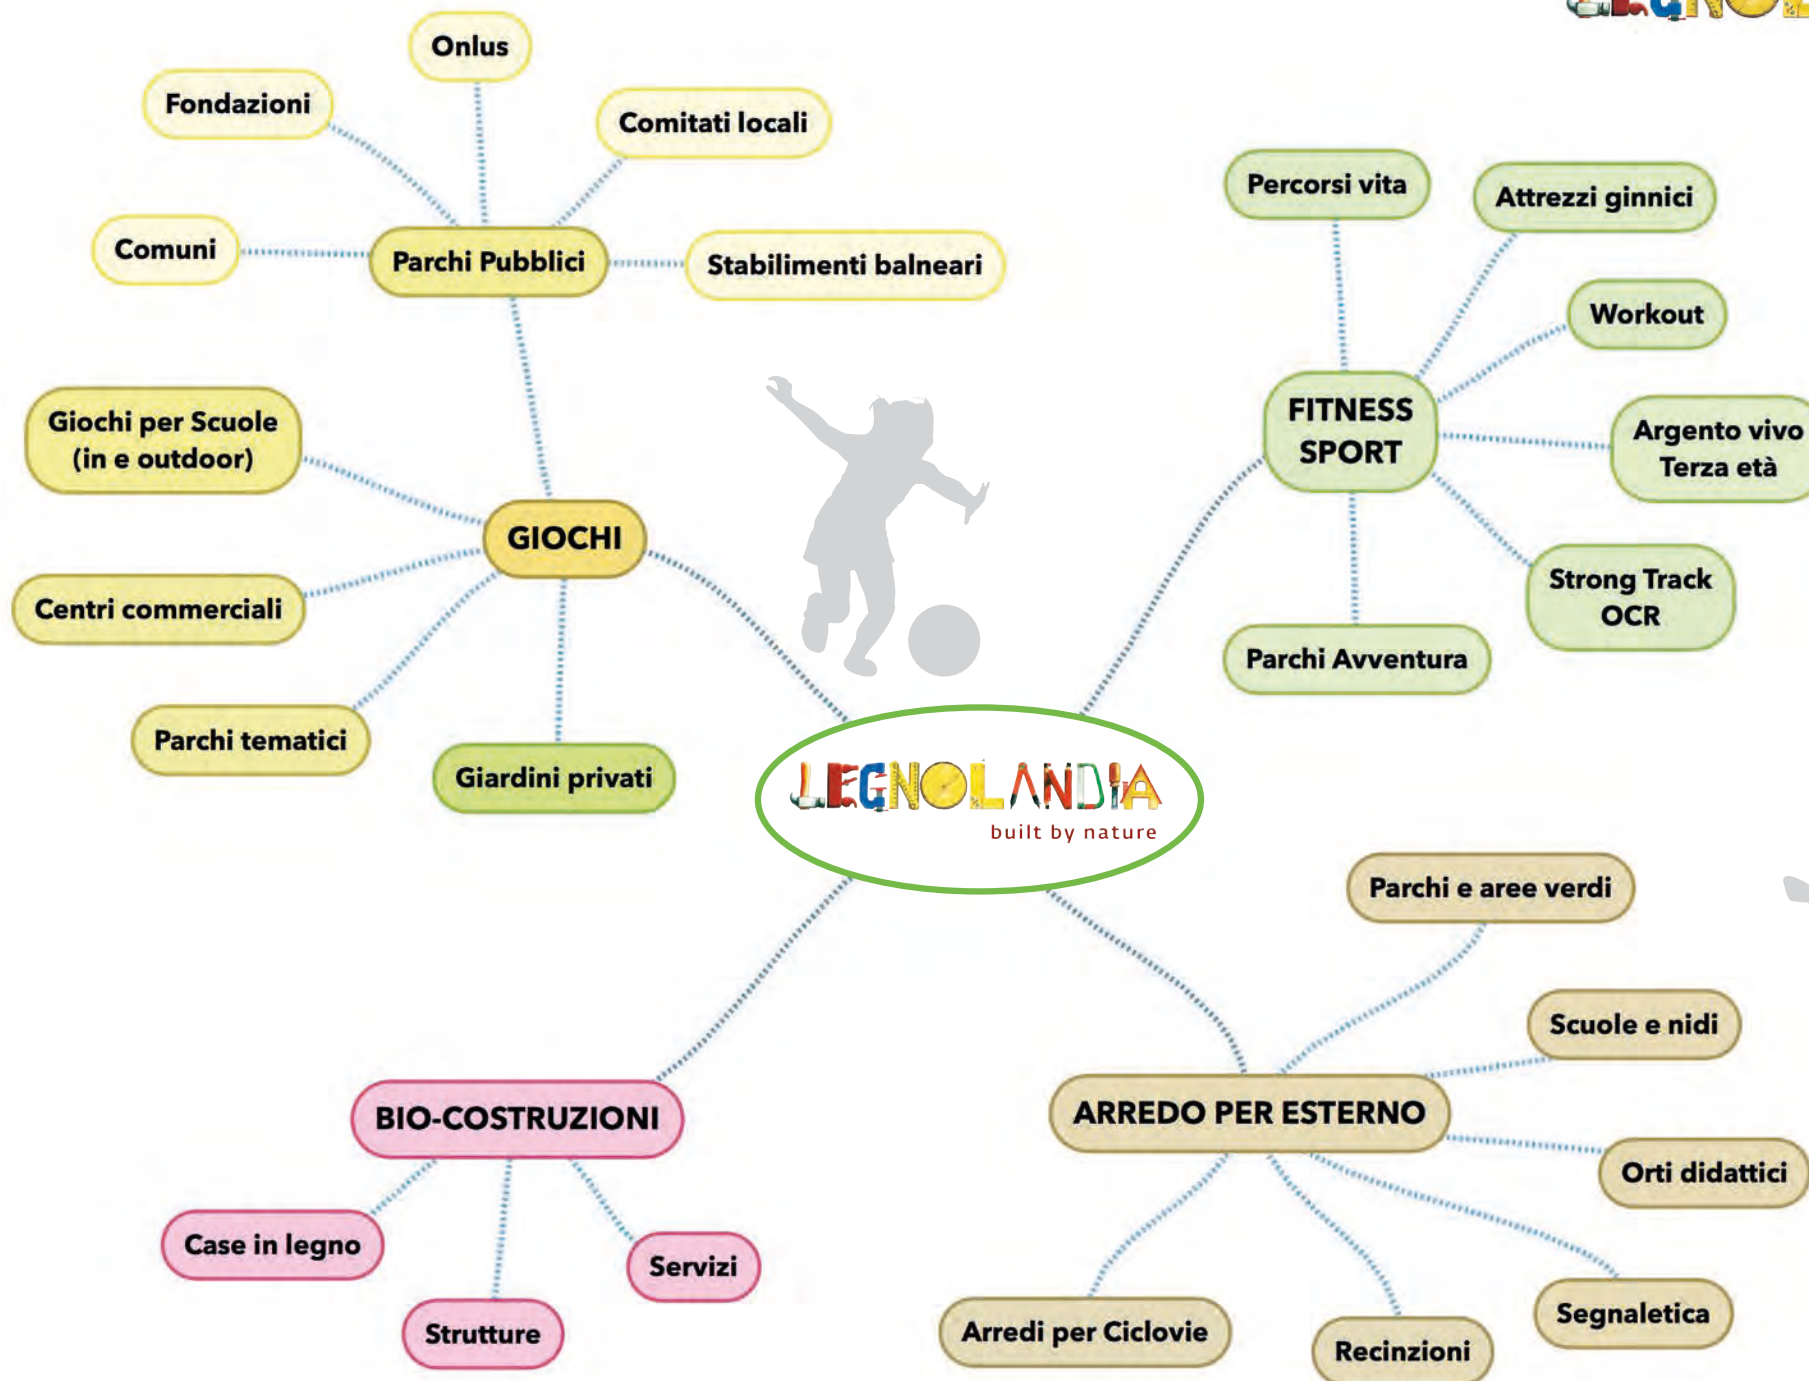 LEGNOL
Onlus
Fondazioni
Comitati locali
Comuni
Parchi Pubblici
Stabilimenti balneari
Giochi per Scuole
(in e outdoor)
GIOCHI
Centri commerciali
Parchi tematici
Giardini privati
Percorsi vita
Attrezzi ginnici
Workout
FITNESS
SPORT
Argento vivo
Terza età
Strong Track
OCR
Parchi Avventura
LEGNOLANDIA
built by nature
BIO-COSTRUZIONI
Case in legno
Strutture
Servizi
Parchi e aree verdi
Scuole e nidi
ARREDO PER ESTERNO
Orti didattici
Segnaletica
Recinzioni
Arredi per Ciclovie